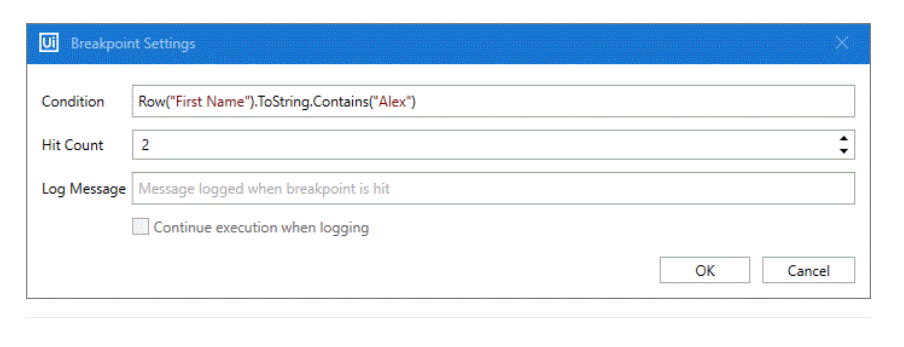 Ui Breakpoint Settings
Condition Row("First Name").ToString.Contains("Alex")
Hit Count 2
Log Message Message logged when breakpoint is hit
Continue execution when logging
OK Cancel